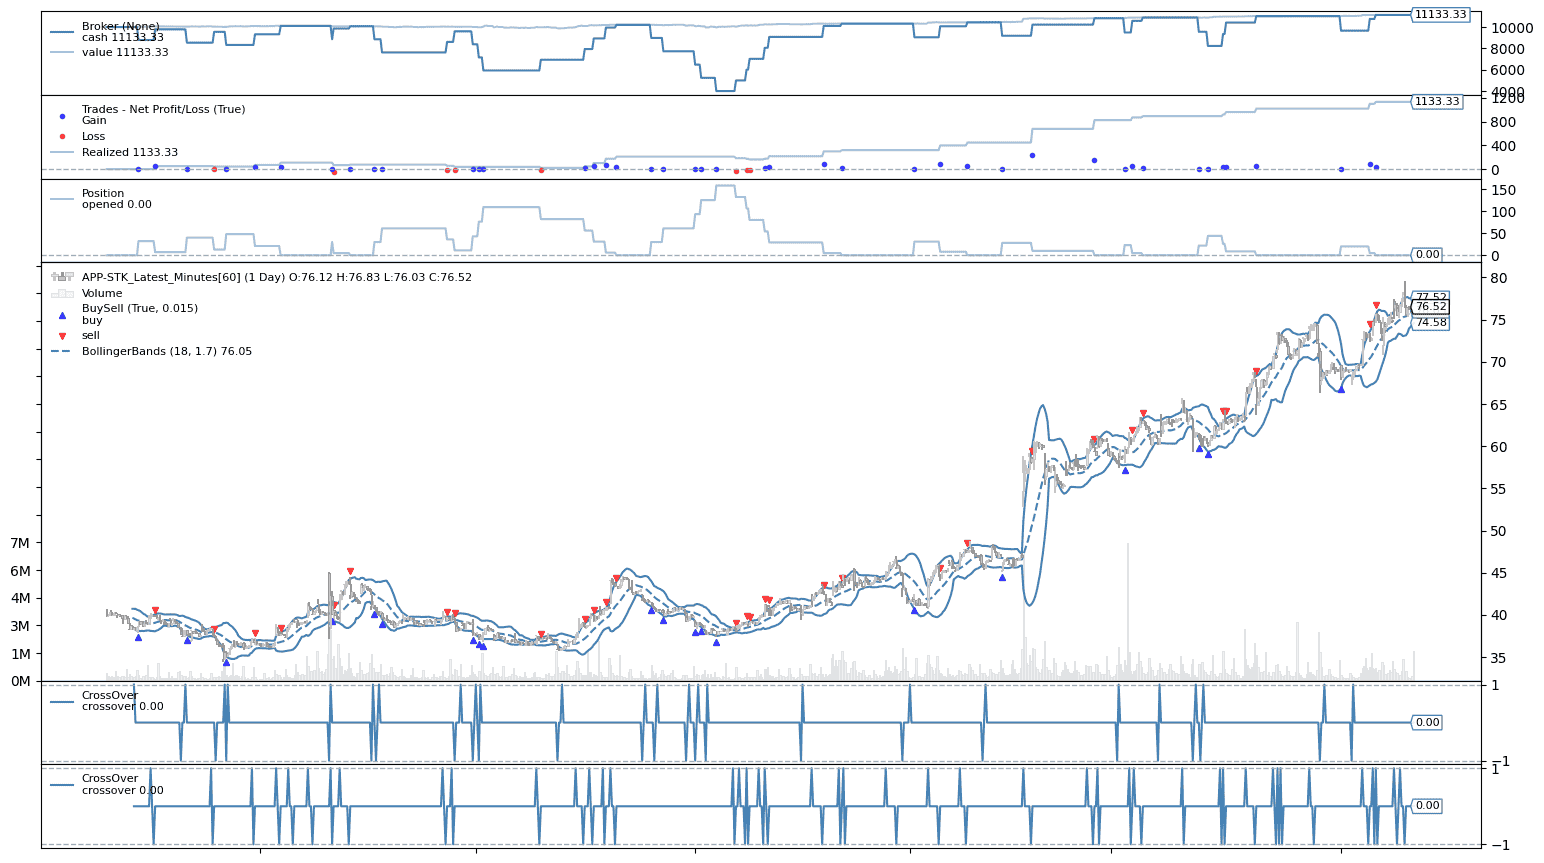 Broker (None)
cash 11133.33
value 11133.33
11133.33
10000
8000
6000
4000
Trades - Net Profit/Loss (True)
Gain
Loss
Realized 1133.33
1133.33
1200
800
400
0
Position
opened 0.00
0.00
150
100
50
0
APP-STK_Latest_Minutes[60] (1 Day) O:76.12 H:76.83 L:76.03 C:76.52
Volume
BuySell (True, 0.015)
buy
sell
BollingerBands (18, 1.7) 76.05
77.52
76.52
74.58
80
75
70
65
60
55
50
45
40
35
7M
6M
4M
3M
1M
0M
CrossOver
crossover 0.00
0.00
1
−1
CrossOver
crossover 0.00
0.00
1
−1